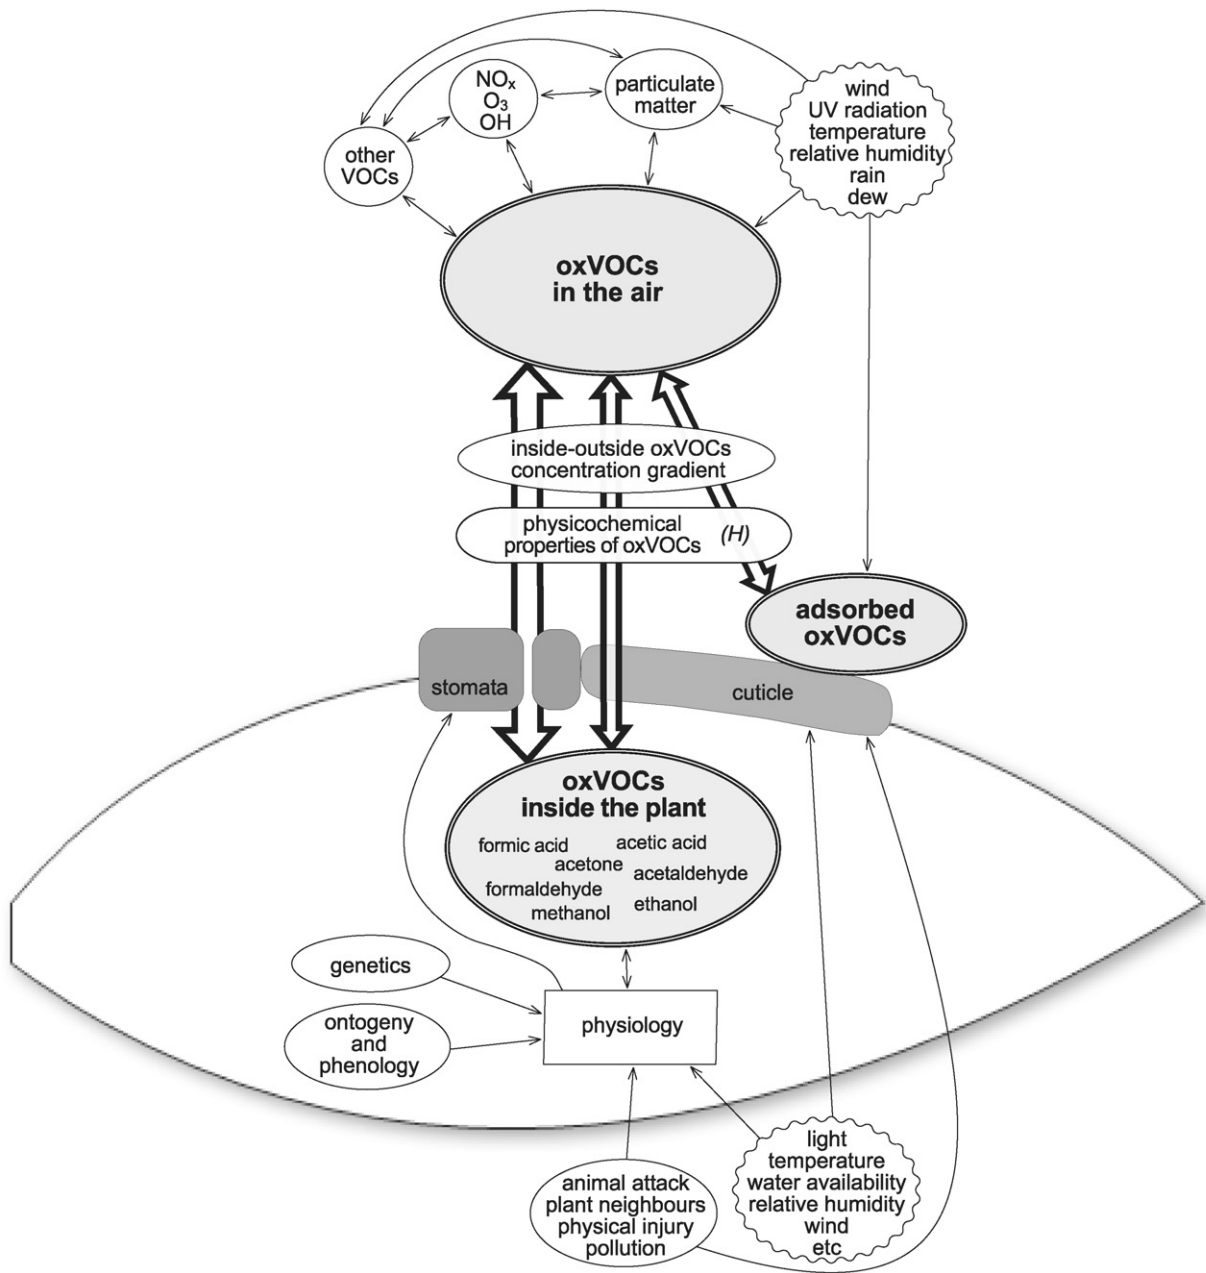 NOx
O3
OH
particulate
matter
other
VOCs
wind
UV radiation
temperature
relative humidity
rain
dew
oxVOCs
in the air
inside-outside oxVOCs
concentration gradient
physicochemical
properties of oxVOCs (H)
adsorbed
oxVOCs
stomata
cuticle
oxVOCs
inside the plant
formic acid
acetic acid
acetone
acetaldehyde
formaldehyde
methanol
ethanol
genetics
ontogeny
and
phenology
physiology
animal attack
plant neighbours
physical injury
pollution
light
temperature
water availability
relative humidity
wind
etc